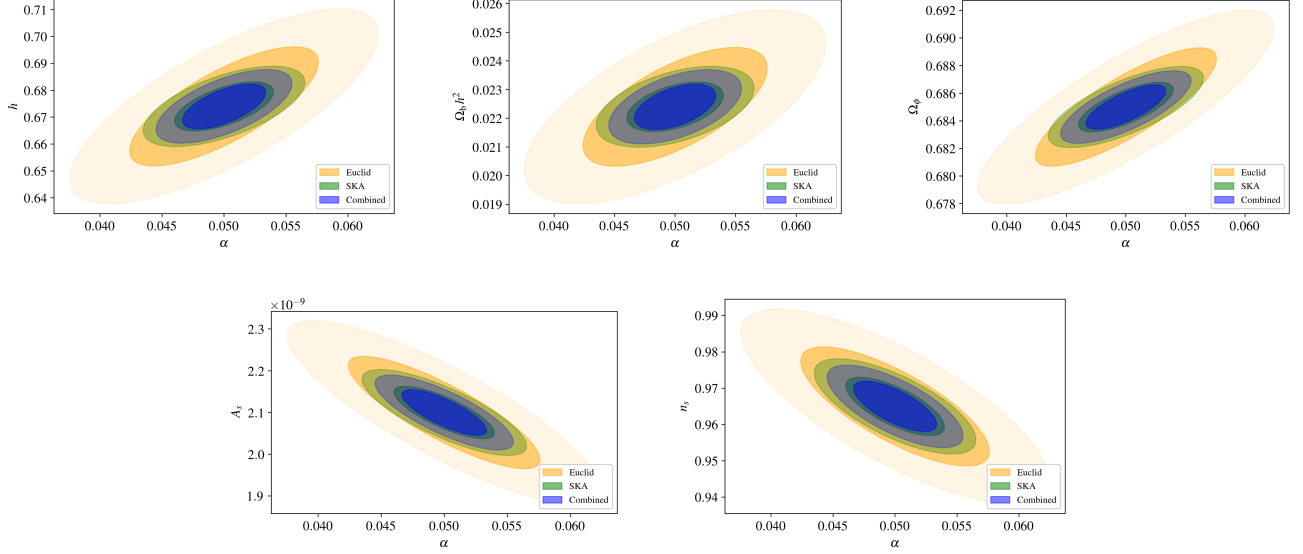 0.71
0.70
0.69
0.68
0.67
0.66
0.65
0.64
h
0.040 0.045 0.050 0.055 0.060
α
Euclid
SKA
Combined
0.026
0.025
0.024
0.023
0.022
0.021
0.020
0.019
Ω_b h²
0.040 0.045 0.050 0.055 0.060
α
Euclid
SKA
Combined
0.692
0.690
0.688
0.686
0.684
0.682
0.680
0.678
Ω_ϕ
0.040 0.045 0.050 0.055 0.060
α
Euclid
SKA
Combined
×10⁻⁹
2.3
2.2
2.1
2.0
1.9
A_s
0.040 0.045 0.050 0.055 0.060
α
Euclid
SKA
Combined
0.99
0.98
0.97
0.96
0.95
0.94
n_s
0.040 0.045 0.050 0.055 0.060
α
Euclid
SKA
Combined